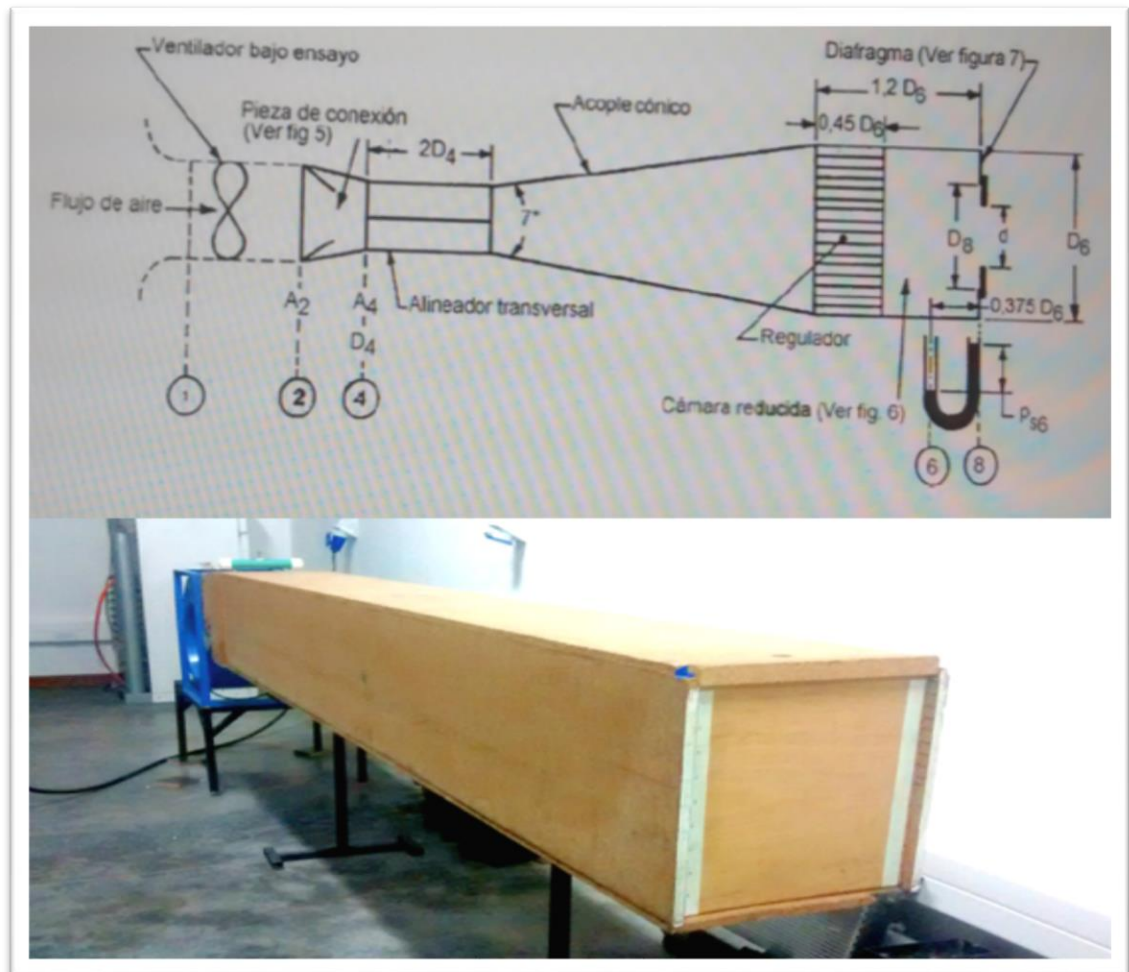 Ventilador bajo ensayo
Diafragma (Ver figura 7)
1,2 D6
Pieza de conexión
(Ver fig 5)
Acople cónico
0,45 D6
2D4
Flujo de aire
7°
D8
d
D6
A2
A4
Alineador transversal
0,375 D6
D4
Regulador
1
2
4
Cámara reducida (Ver fig. 6)
Ps6
6
8